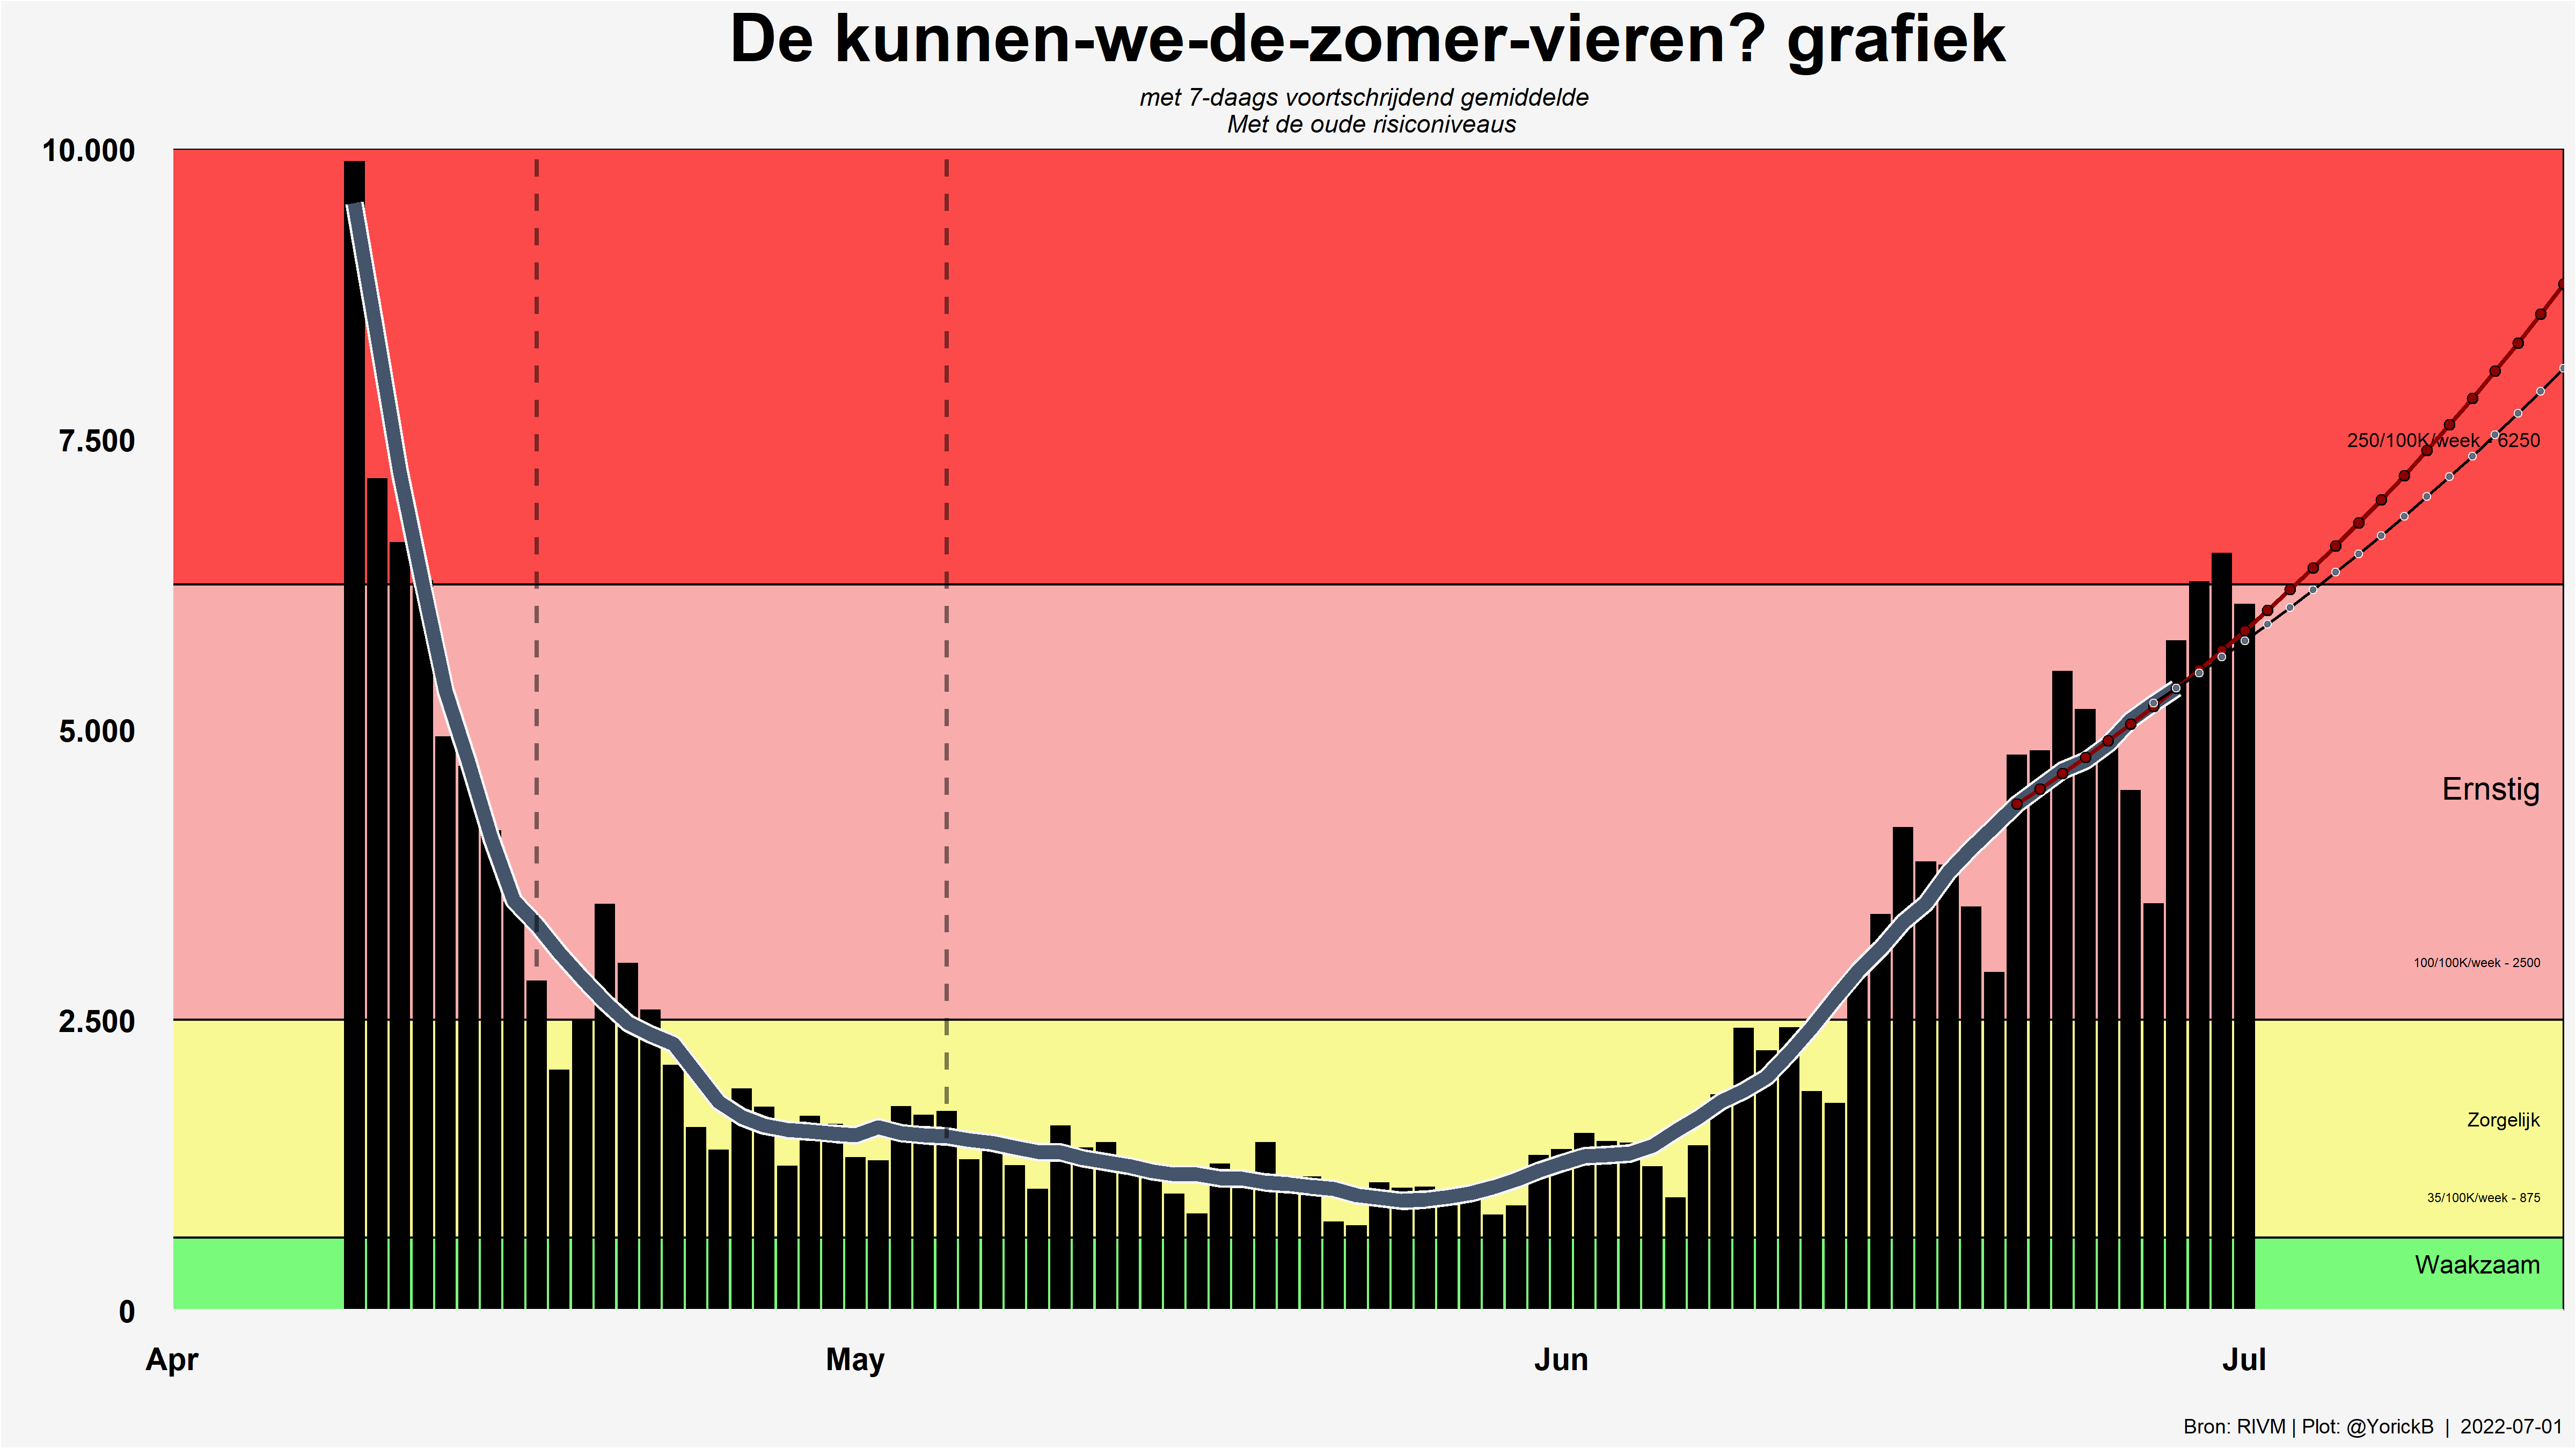 De kunnen-we-de-zomer-vieren? grafiek
met 7-daags voortschrijdend gemiddelde
Met de oude risiconiveaus
10.000
7.500
250/100K/week - 6250
5.000
Ernstig
100/100K/week - 2500
2.500
Zorgelijk
35/100K/week - 875
Waakzaam
0
Apr May Jun Jul
Bron: RIVM | Plot: @YorickB | 2022-07-01